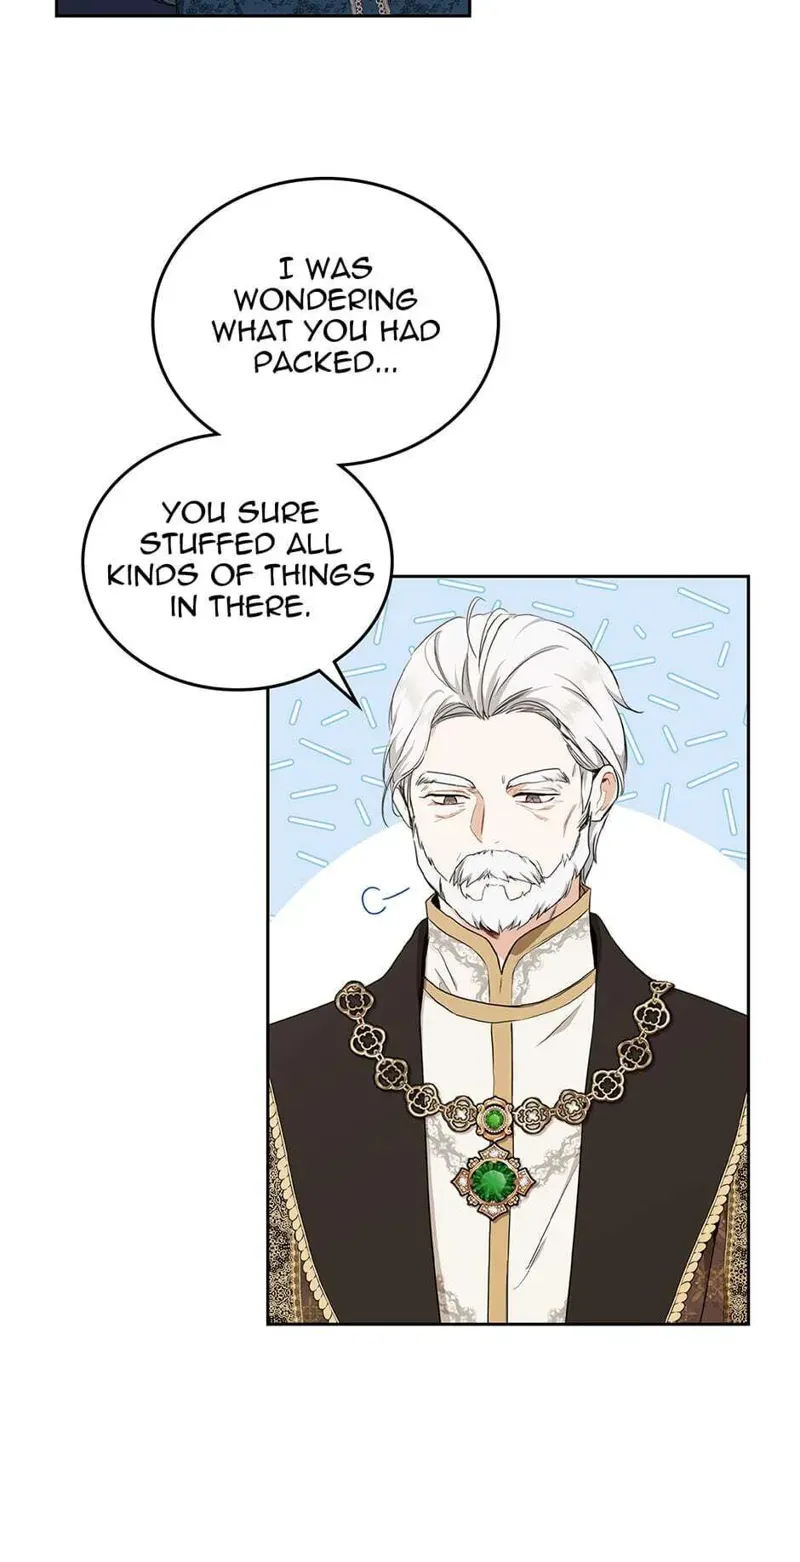 I WAS
WONDERING
WHAT YOU HAD
PACKED...
YOU SURE
STUFFED ALL
KINDS OF THINGS
IN THERE.